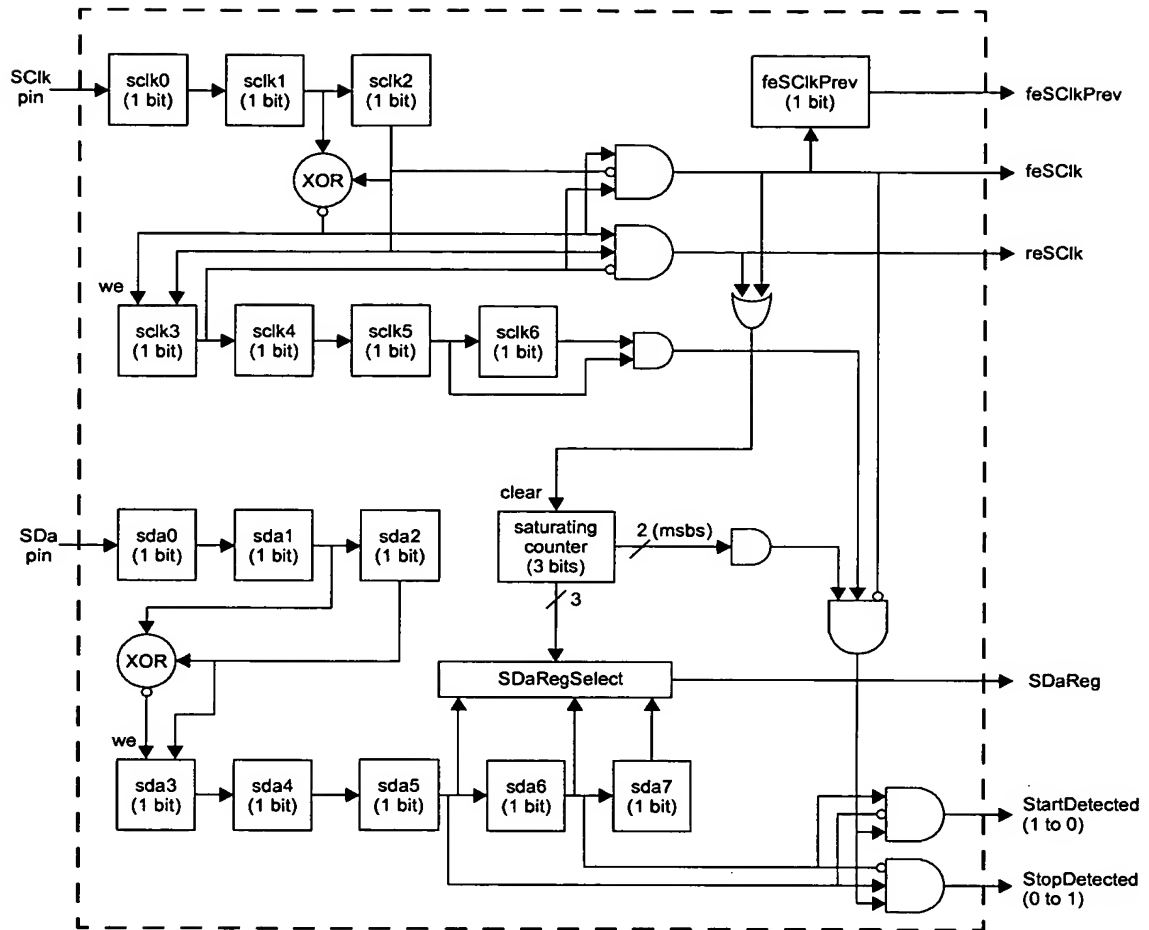 SClk
pin
sclk0
(1 bit)
sclk1
(1 bit)
sclk2
(1 bit)
feSClkPrev
(1 bit)
feSClkPrev
XOR
feSClk
reSClk
we
sclk3
(1 bit)
sclk4
(1 bit)
sclk5
(1 bit)
sclk6
(1 bit)
clear
SDa
pin
sda0
(1 bit)
sda1
(1 bit)
sda2
(1 bit)
saturating
counter
(3 bits)
2 (msbs)
3
XOR
SDaRegSelect
SDaReg
we
sda3
(1 bit)
sda4
(1 bit)
sda5
(1 bit)
sda6
(1 bit)
sda7
(1 bit)
StartDetected
(1 to 0)
StopDetected
(0 to 1)